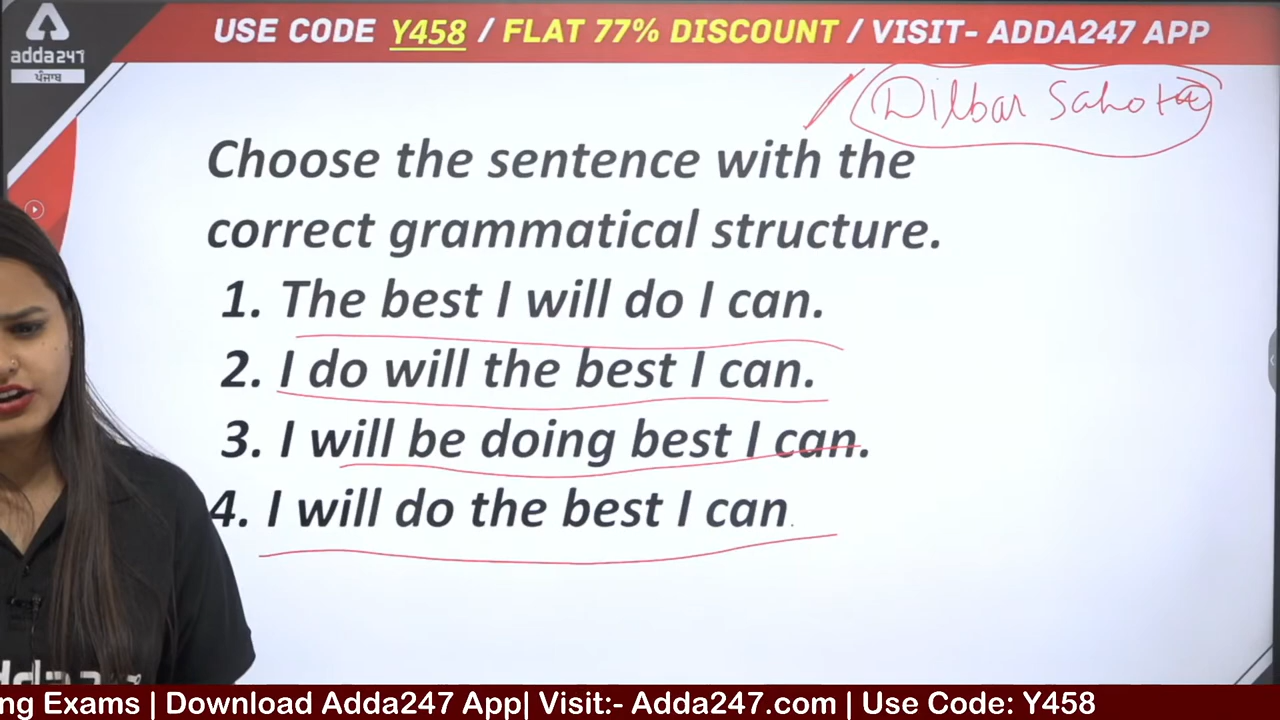 USE CODE Y458 / FLAT 77% DISCOUNT / VISIT- ADDA247 APP
adda247
ਪੰਜਾਬ
Dilbar Sahota
Choose the sentence with the
correct grammatical structure.
1. The best I will do I can.
2. I do will the best I can.
3. I will be doing best I can.
4. I will do the best I can.
adda247
ng Exams | Download Adda247 App| Visit:- Adda247.com | Use Code: Y458